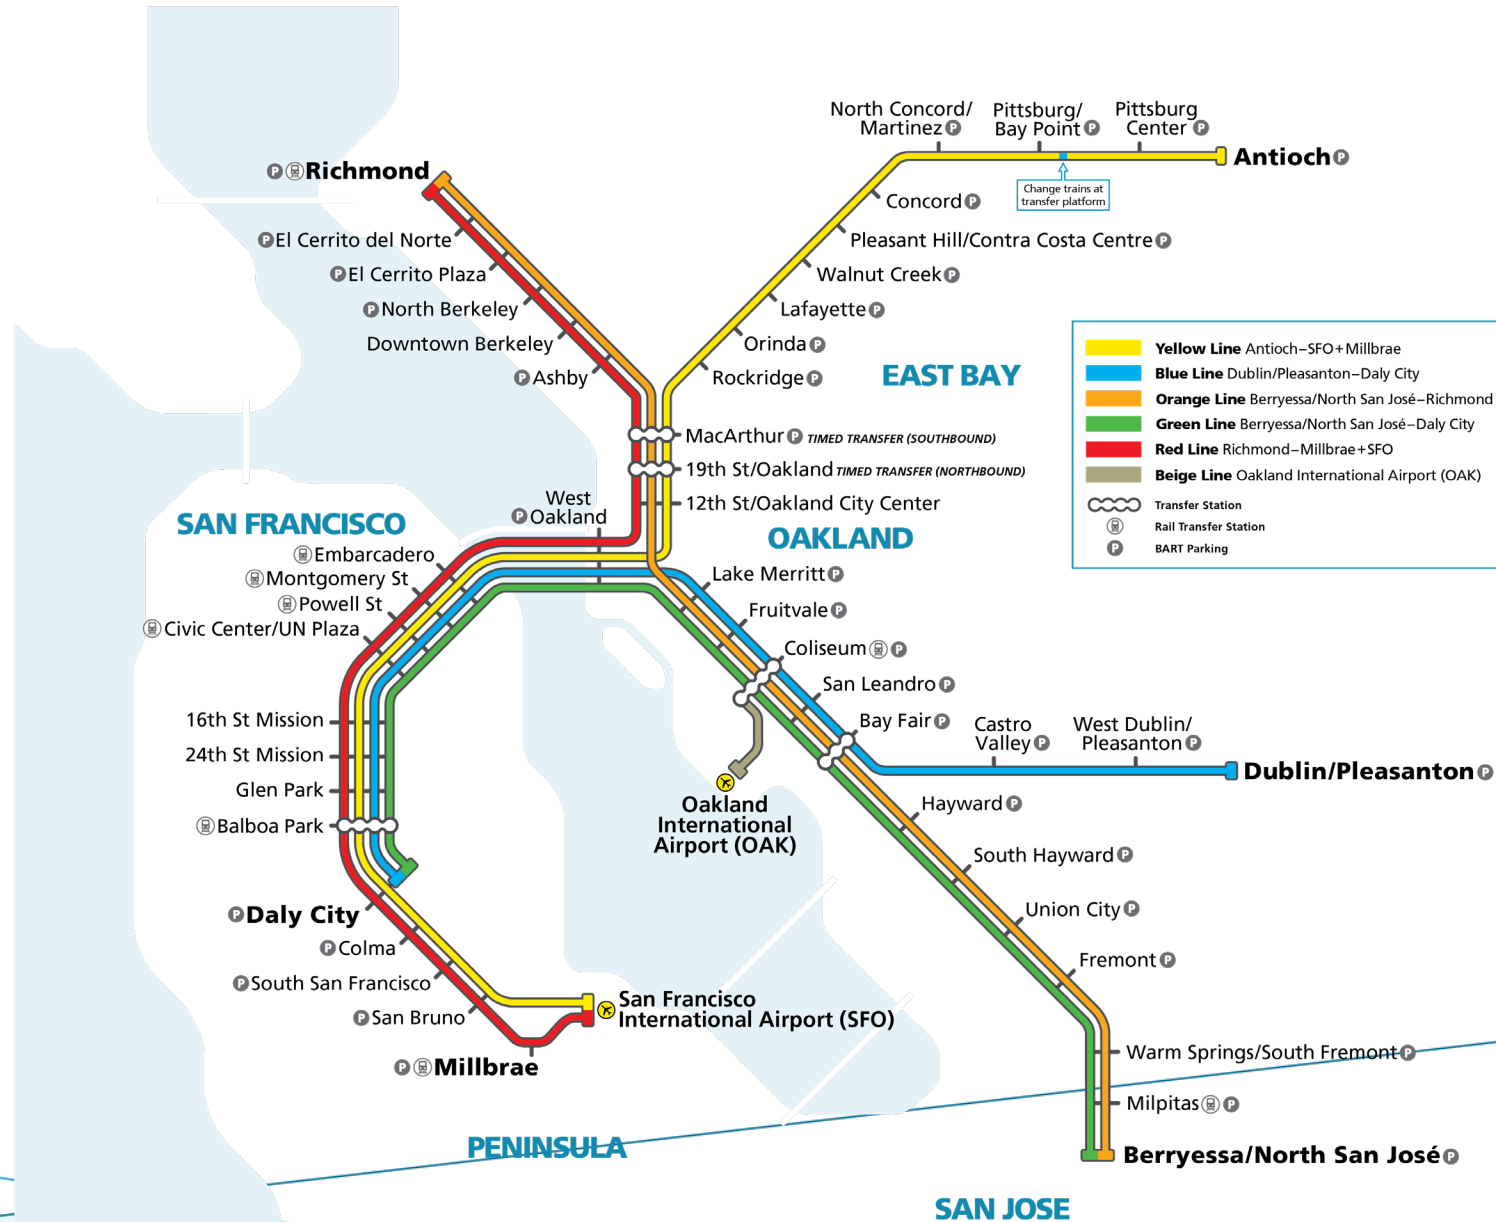 North Concord/
Martinez P
Pittsburg/
Bay Point P
Pittsburg
Center P
Antioch P
Change trains at
transfer platform
P Richmond
P El Cerrito del Norte
P El Cerrito Plaza
P North Berkeley
Downtown Berkeley
P Ashby
Concord P
Pleasant Hill/Contra Costa Centre P
Walnut Creek P
Lafayette P
Orinda P
Rockridge P
EAST BAY
MacArthur P TIMED TRANSFER (SOUTHBOUND)
19th St/Oakland TIMED TRANSFER (NORTHBOUND)
12th St/Oakland City Center
West
P Oakland
SAN FRANCISCO
OAKLAND
Embarcadero
Montgomery St
Powell St
Civic Center/UN Plaza
16th St Mission
24th St Mission
Glen Park
Balboa Park
P Daly City
P Colma
P South San Francisco
P San Bruno
P Millbrae
San Francisco
International Airport (SFO)
Lake Merritt P
Fruitvale P
Coliseum P
San Leandro P
Bay Fair P
Castro
Valley P
West Dublin/
Pleasanton P
Dublin/Pleasanton P
Oakland
International
Airport (OAK)
Hayward P
South Hayward P
Union City P
Fremont P
Warm Springs/South Fremont P
Milpitas P
Berryessa/North San José P
PENINSULA
SAN JOSE
Yellow Line Antioch–SFO+Millbrae
Blue Line Dublin/Pleasanton–Daly City
Orange Line Berryessa/North San José–Richmond
Green Line Berryessa/North San José–Daly City
Red Line Richmond–Millbrae+SFO
Beige Line Oakland International Airport (OAK)
Transfer Station
Rail Transfer Station
P BART Parking